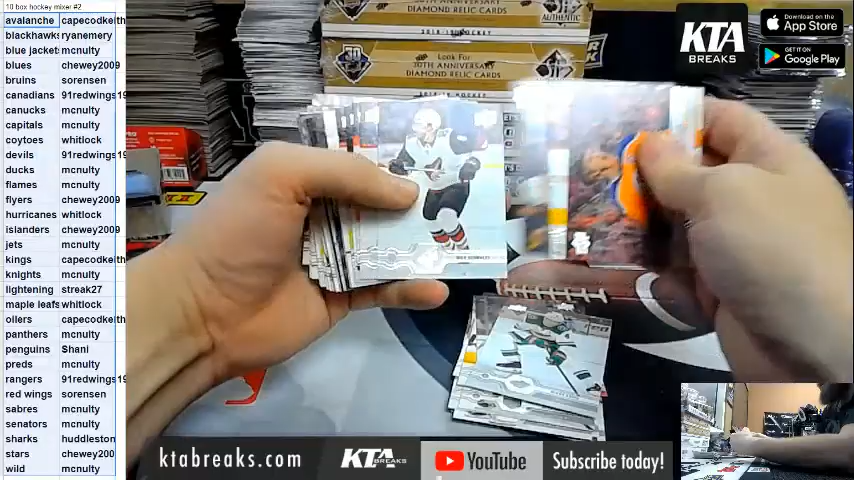 10 box hockey mixer #2
avalanche capecodkeith
blackhawks ryanemery
blue jackets mcnulty
blues chewey2009
bruins sorensen
canadians 91redwings19
canucks mcnulty
capitals mcnulty
coytoes whitlock
devils 91redwings19
ducks mcnulty
flames mcnulty
flyers chewey2009
hurricanes whitlock
islanders chewey2009
jets mcnulty
kings capecodkeith
knights mcnulty
lightening streak27
maple leafs whitlock
oilers capecodkeith
panthers mcnulty
penguins Shani
preds mcnulty
rangers 91redwings19
red wings sorensen
sabres mcnulty
senators mcnulty
sharks huddleston
stars chewey200
wild mcnulty
DIAMOND RELIC CARDS
AUTHENTIC
Look For
30TH ANNIVERSARY
DIAMOND RELIC CARDS
KTA
BREAKS
Download on the
App Store
GET IT ON
Google Play
ktabreaks.com
KTA
BREAKS
YouTube
Subscribe today!